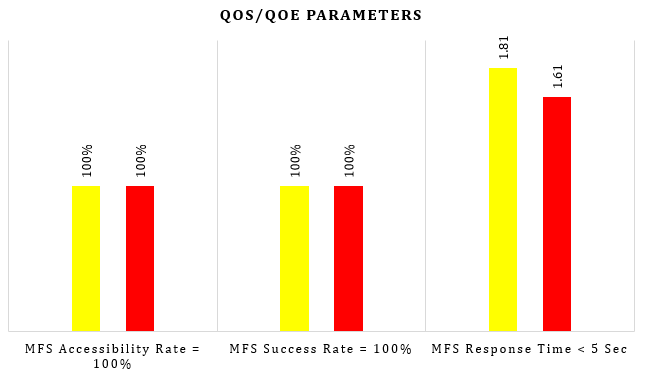 QOS/QOE PARAMETERS
100%
100%
100%
100%
1.81
1.61
MFS Accessibility Rate =
100%
MFS Success Rate = 100%
MFS Response Time < 5 Sec